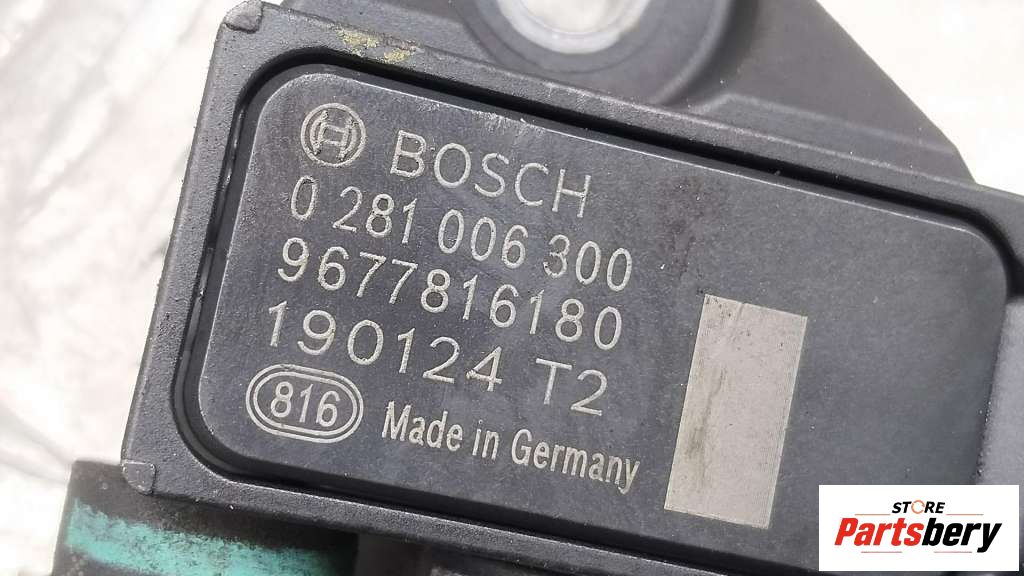 BOSCH
0 281 006 300
9677816180
190124 T2
816 Made in Germany
STORE
Partsbery